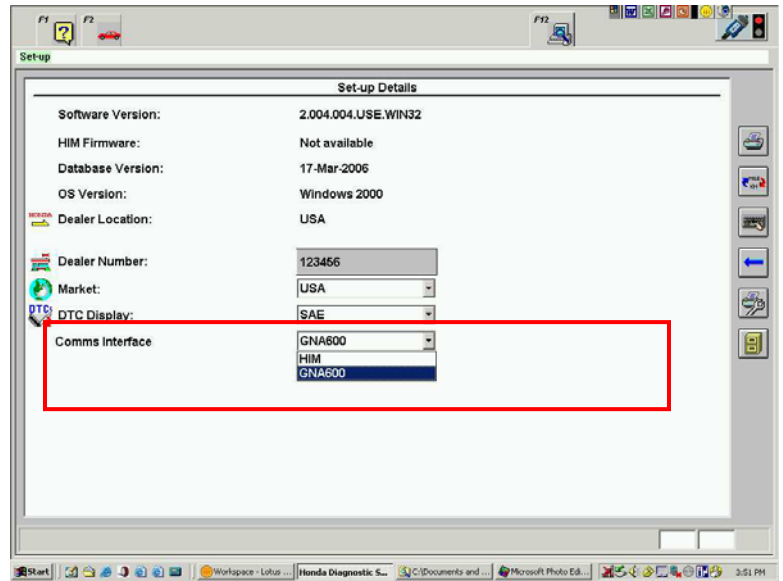 F1 F2 F12
Set-up
Set-up Details
Software Version: 2.004.004.USE.WIN32
HIM Firmware: Not available
Database Version: 17-Mar-2006
OS Version: Windows 2000
HONDA Dealer Location: USA
Dealer Number: 123456
Market: USA
DTC DTC Display: SAE
Comms Interface GNA600
HIM
GNA600
Start Workspace - Lotus ... Honda Diagnostic S... C:\Documents and ... Microsoft Photo Edi... 3:51 PM